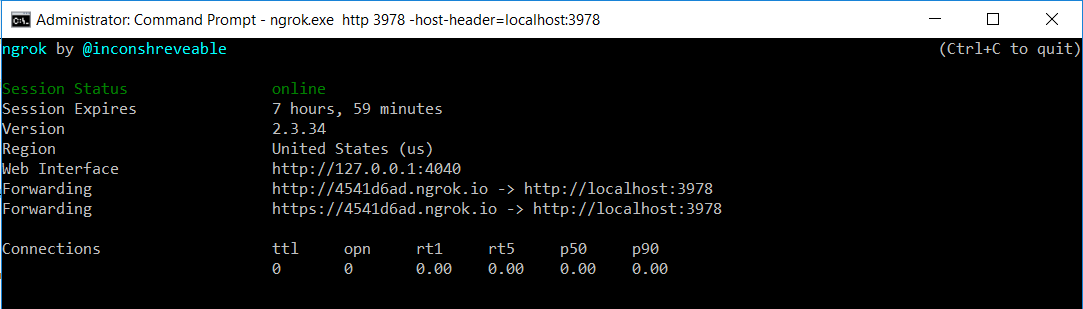 Administrator: Command Prompt - ngrok.exe  http 3978 -host-header=localhost:3978
ngrok by @inconshreveable (Ctrl+C to quit)
Session Status online
Session Expires 7 hours, 59 minutes
Version 2.3.34
Region United States (us)
Web Interface http://127.0.0.1:4040
Forwarding http://4541d6ad.ngrok.io -> http://localhost:3978
Forwarding https://4541d6ad.ngrok.io -> http://localhost:3978
Connections ttl opn rt1 rt5 p50 p90
0 0 0.00 0.00 0.00 0.00